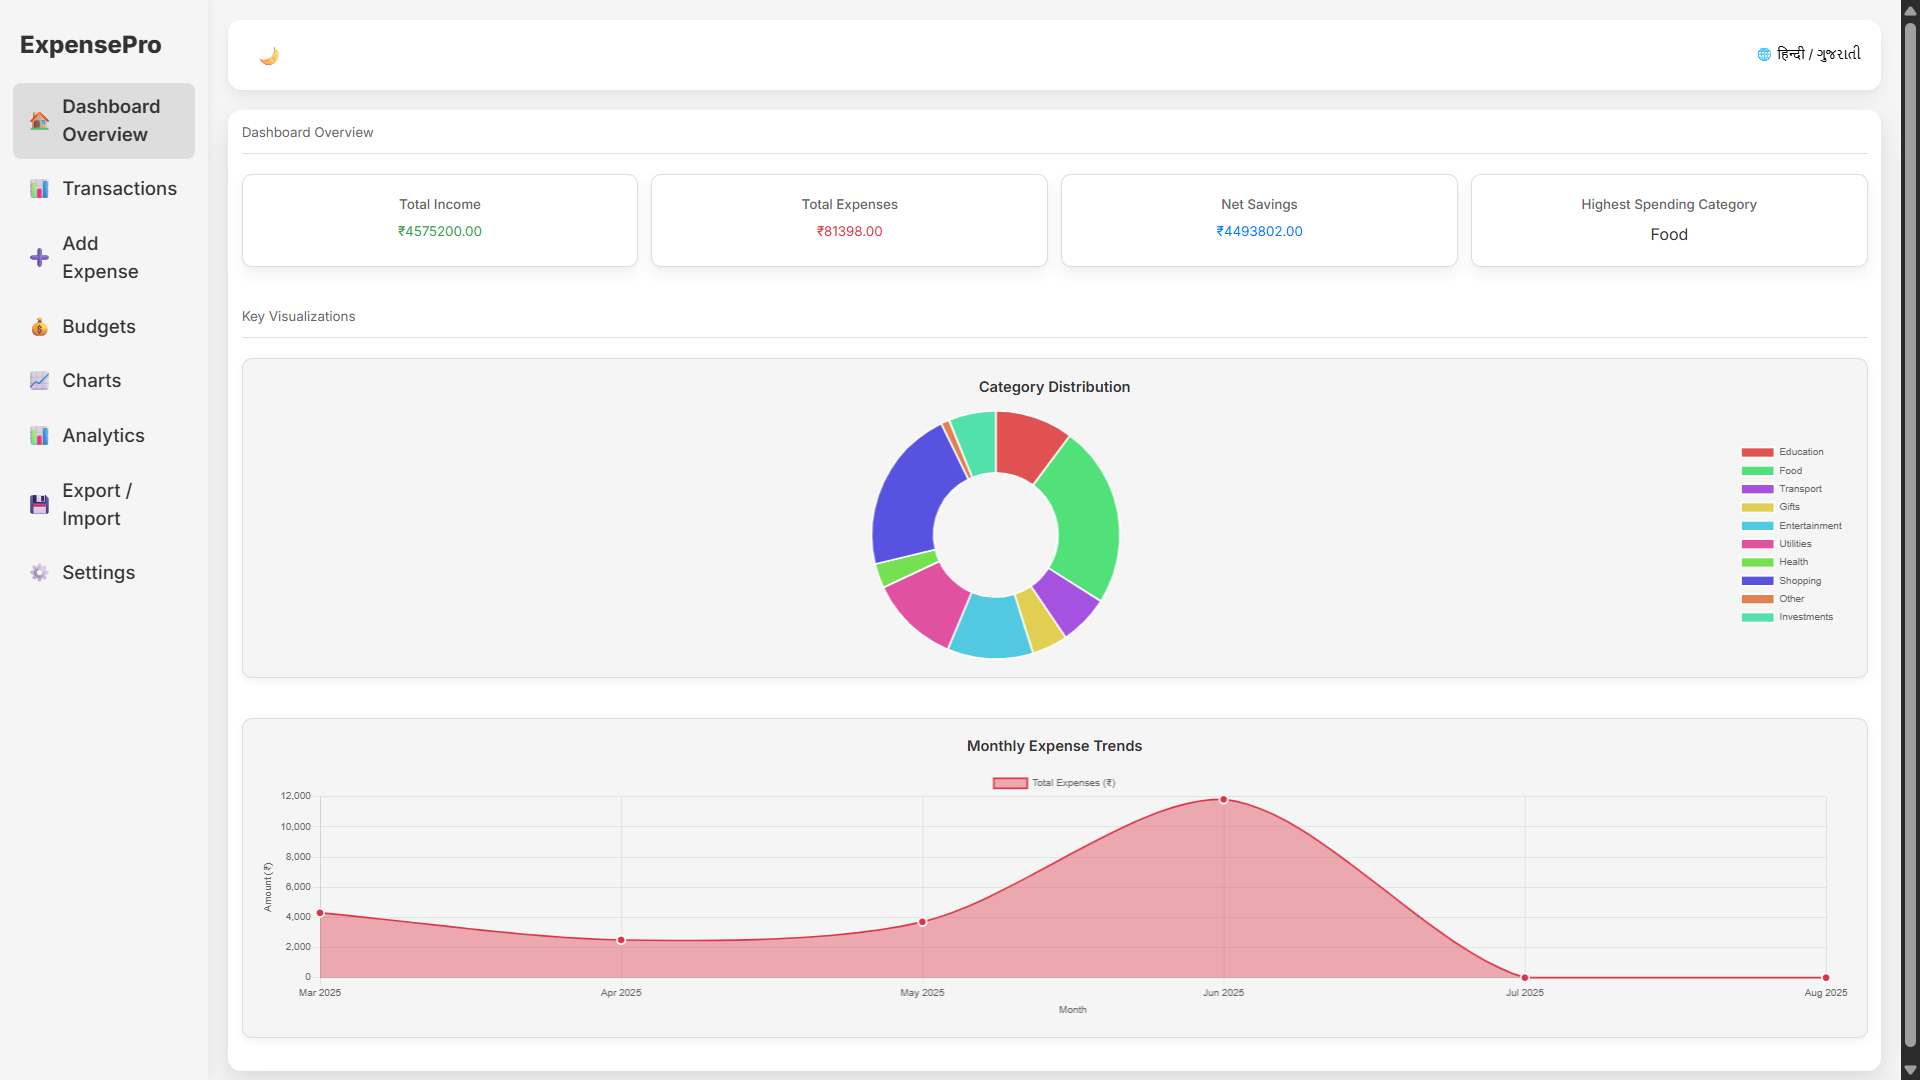 ExpensePro
Dashboard
Overview
Transactions
Add
Expense
Budgets
Charts
Analytics
Export /
Import
Settings
हिन्दी / ગુજરાતી
Dashboard Overview
Total Income
₹4575200.00
Total Expenses
₹81398.00
Net Savings
₹4493802.00
Highest Spending Category
Food
Key Visualizations
Category Distribution
Education
Food
Transport
Gifts
Entertainment
Utilities
Health
Shopping
Other
Investments
Monthly Expense Trends
Total Expenses (₹)
12,000
10,000
8,000
6,000
4,000
2,000
0
Amount (₹)
Mar 2025
Apr 2025
May 2025
Jun 2025
Jul 2025
Aug 2025
Month